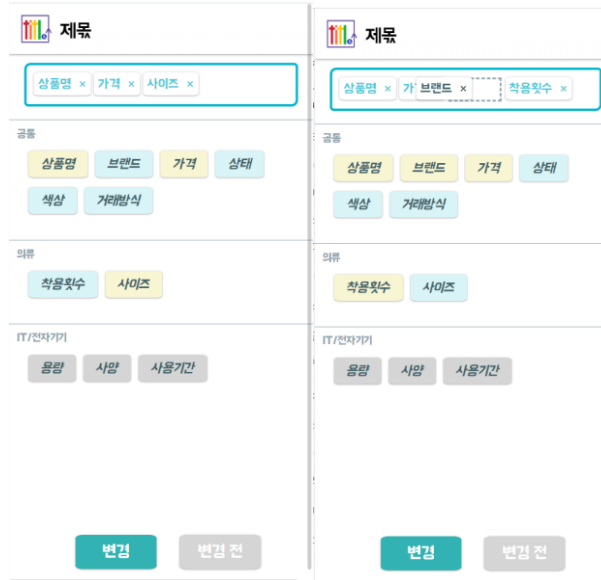 제목
상품명 × 가격 × 사이즈 ×
공통
상품명 브랜드 가격 상태
색상 거래방식
의류
착용횟수 사이즈
IT/전자기기
용량 사양 사용기간
변경 변경 전
제목
상품명 × 가 브랜드 × 착용횟수 ×
공통
상품명 브랜드 가격 상태
색상 거래방식
의류
착용횟수 사이즈
IT/전자기기
용량 사양 사용기간
변경 변경 전